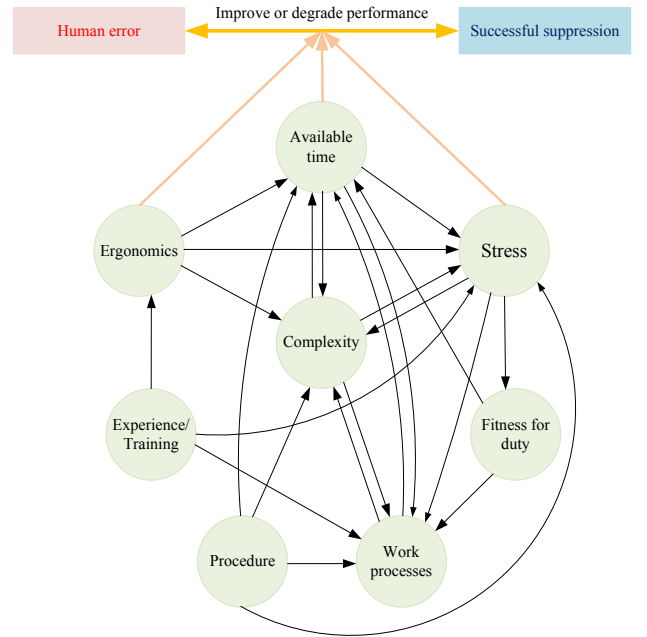 Improve or degrade performance
Human error
Successful suppression
Available
time
Ergonomics
Stress
Complexity
Experience/
Training
Fitness for
duty
Procedure
Work
processes